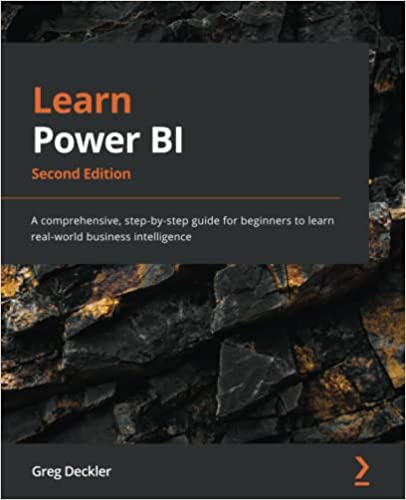 Learn
Power BI
Second Edition
A comprehensive, step-by-step guide for beginners to learn
real-world business intelligence
Greg Deckler